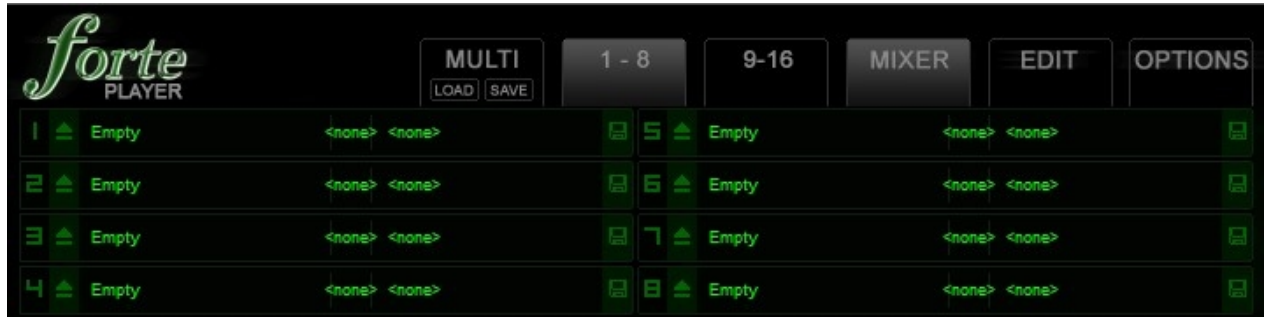 forte
PLAYER
MULTI 1 - 8 9-16 MIXER EDIT OPTIONS
LOAD SAVE
1 Empty <none> <none> 5 Empty <none> <none>
2 Empty <none> <none> 6 Empty <none> <none>
3 Empty <none> <none> 7 Empty <none> <none>
4 Empty <none> <none> 8 Empty <none> <none>